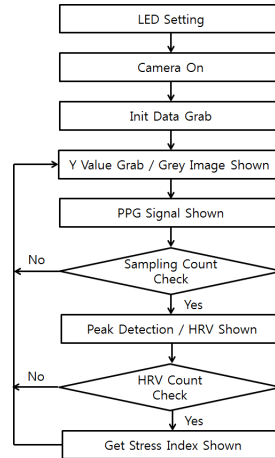 LED Setting
Camera On
Init Data Grab
Y Value Grab / Grey Image Shown
PPG Signal Shown
No
Sampling Count
Check
Yes
Peak Detection / HRV Shown
No
HRV Count
Check
Yes
Get Stress Index Shown